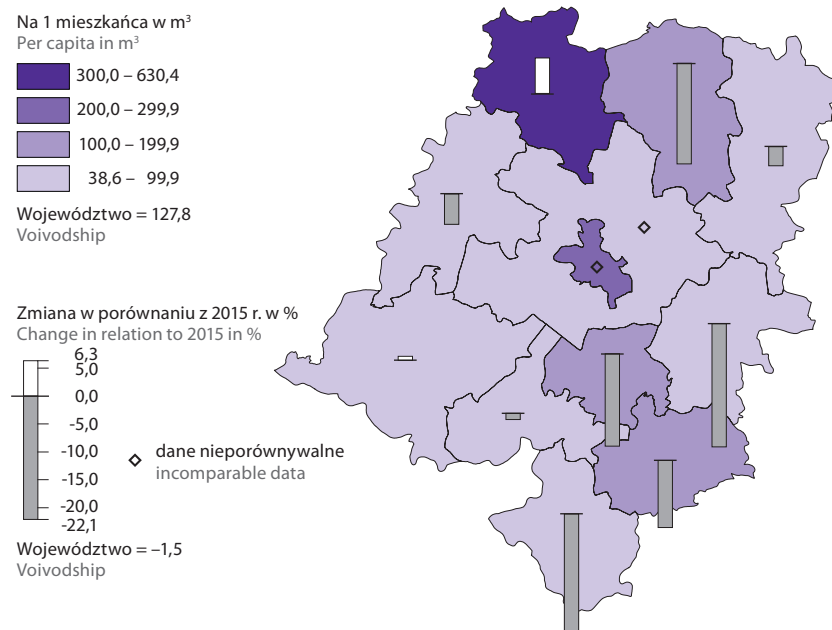 Na 1 mieszkańca w m³
Per capita in m³
300,0 – 630,4
200,0 – 299,9
100,0 – 199,9
38,6 – 99,9
Województwo = 127,8
Voivodship
Zmiana w porównaniu z 2015 r. w %
Change in relation to 2015 in %
6,3
5,0
0,0
-5,0
-10,0
-15,0
-20,0
-22,1
dane nieporównywalne
incomparable data
Województwo = –1,5
Voivodship